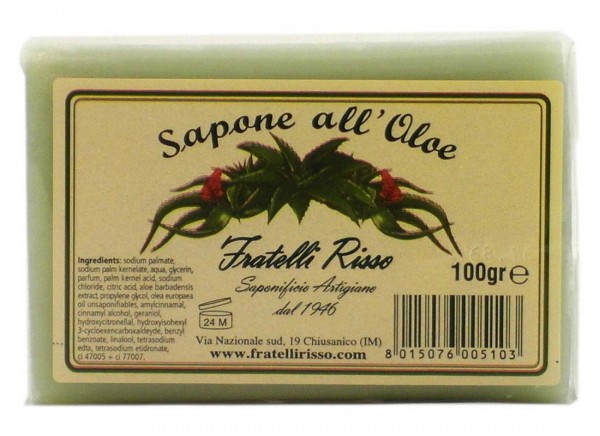 Sapone all'Aloe
Fratelli Risso
Saponificio Artigiano
dal 1946
100gr e
Ingredients: sodium palmate,
sodium palm kernelate, aqua, glycerin,
parfum, palm kernel acid, sodium
chloride, citric acid, aloe barbadensis
extract, propylene glycol, olea europaea
oil unsaponifiables, amylcinnamal,
cinnamyl alcohol, geraniol,
hydroxycitronellal, hydroxyisohexyl
3-cycloexencarboxaldeyde, benzyl
benzoate, linalool, tetrasodium
edta, tetrasodium etidronate,
ci 47005 = ci 77007.
24 M
Via Nazionale sud, 19 Chiusanico (IM)
www.fratellirisso.com
8 015076 005103